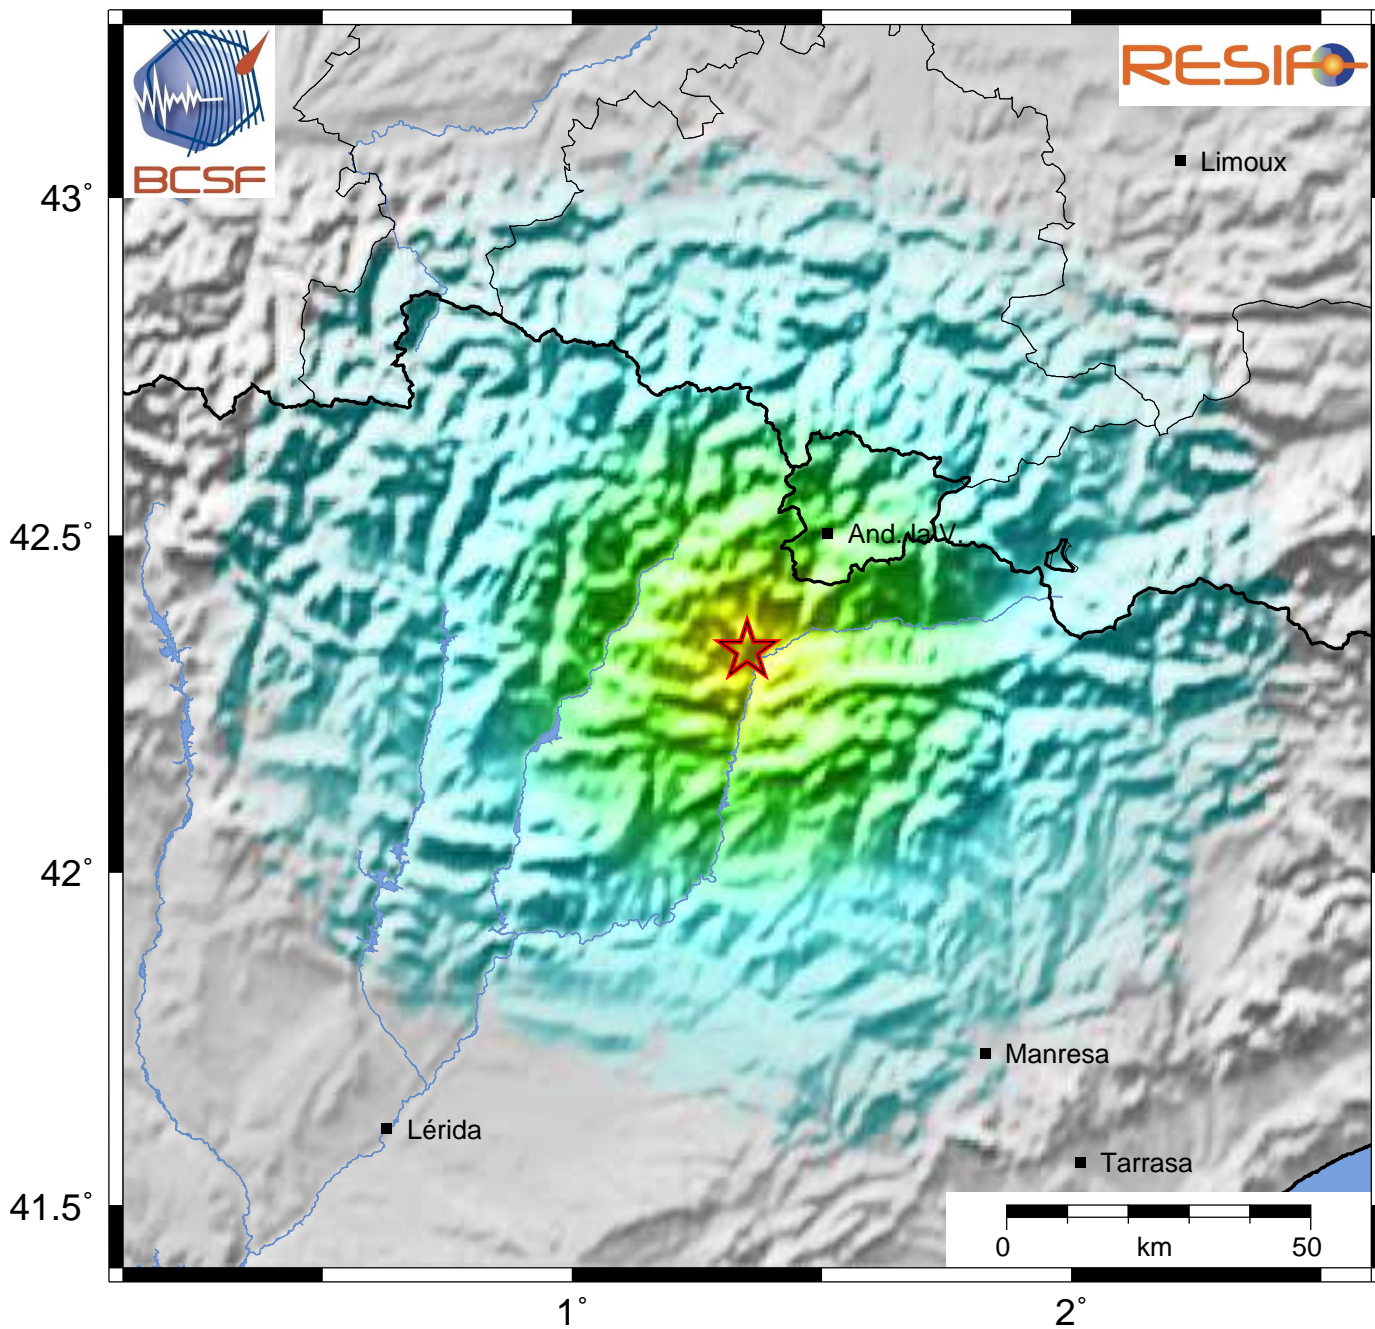 BCSF
RESIF
Limoux
43°
42.5°
And. la V.
42°
Manresa
Lérida
Tarrasa
41.5°
0 km 50
1° 2°